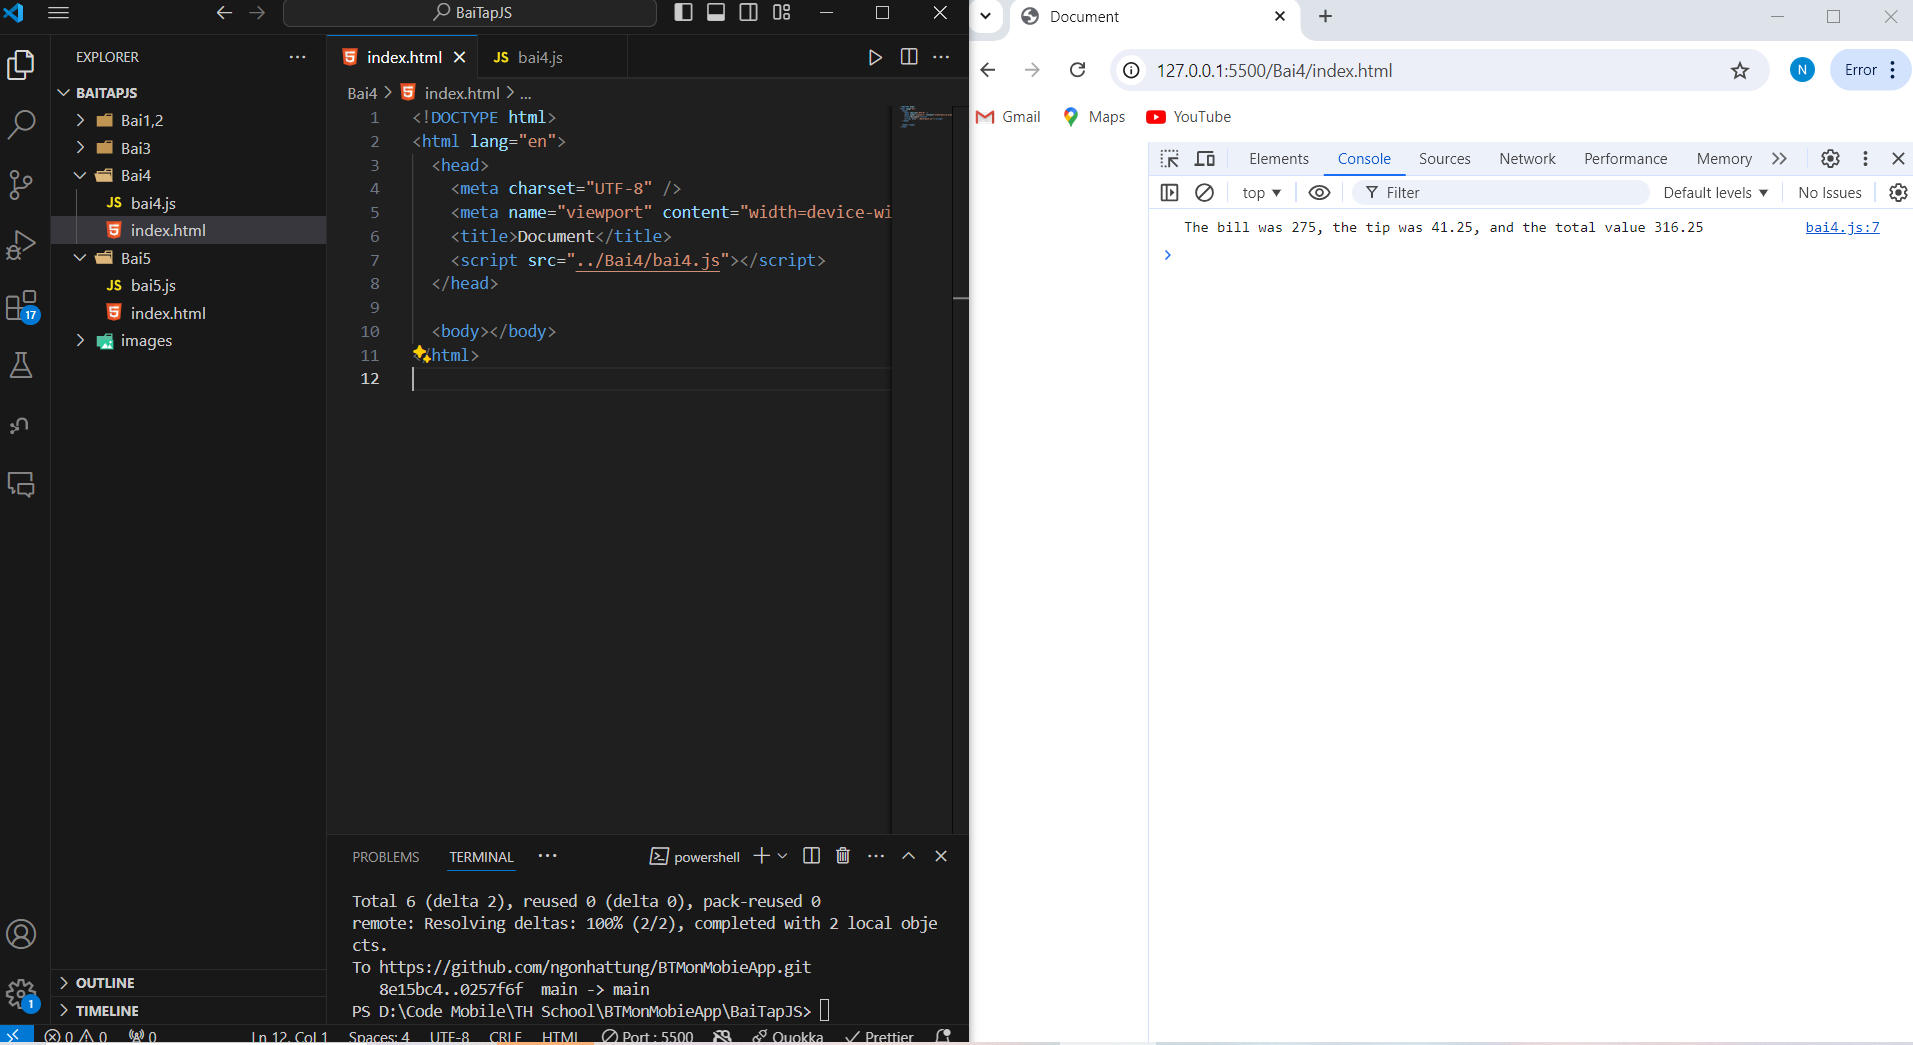 BaiTapJS
EXPLORER
BAITAPJS
Bai1,2
Bai3
Bai4
JS bai4.js
index.html
Bai5
JS bai5.js
index.html
images
17
OUTLINE
TIMELINE
1
index.html
JS bai4.js
Bai4 > index.html > ...
1 <!DOCTYPE html>
2 <html lang="en">
3 <head>
4 <meta charset="UTF-8" />
5 <meta name="viewport" content="width=device-wi
6 <title>Document</title>
7 <script src="../Bai4/bai4.js"></script>
8 </head>
9
10 <body></body>
11 </html>
12
PROBLEMS TERMINAL powershell
Total 6 (delta 2), reused 0 (delta 0), pack-reused 0
remote: Resolving deltas: 100% (2/2), completed with 2 local obje
cts.
To https://github.com/ngonhattung/BTMonMobieApp.git
8e15bc4..0257f6f main -> main
PS D:\Code Mobile\TH School\BTMonMobieApp\BaiTapJS>
0 0 0 Ln 12, Col 1 Spaces: 4 UTF-8 CRLF HTML Port : 5500 Quokka Prettier
Document
127.0.0.1:5500/Bai4/index.html
N
Error
Gmail Maps YouTube
Elements Console Sources Network Performance Memory
top Filter Default levels No Issues
The bill was 275, the tip was 41.25, and the total value 316.25 bai4.js:7